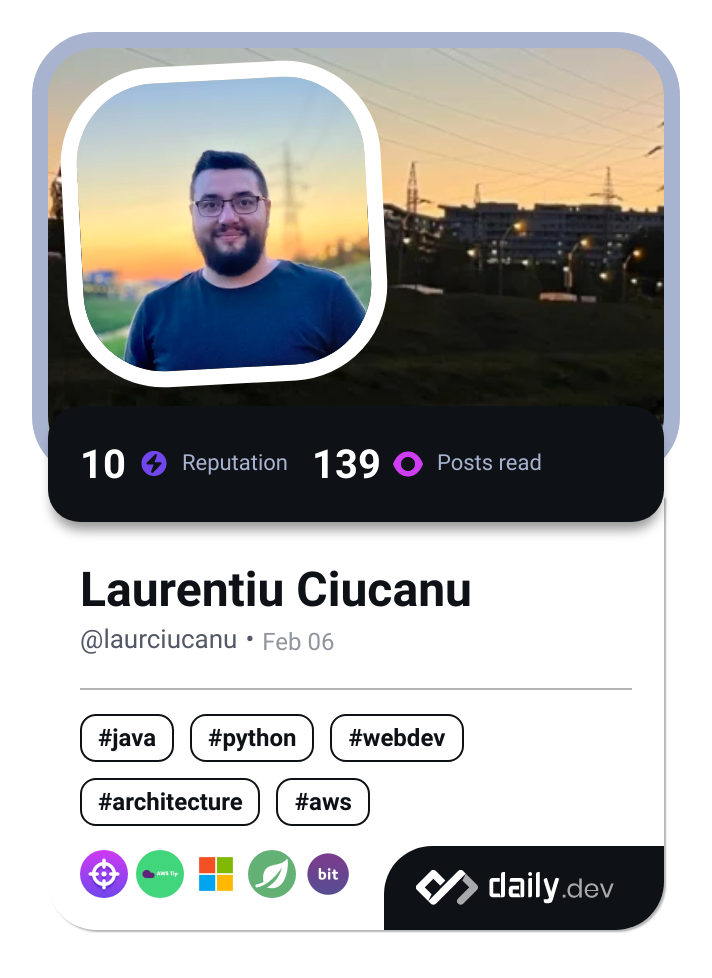 10 Reputation 139 Posts read
Laurentiu Ciucanu
@laurciucanu • Feb 06
#java #python #webdev
#architecture #aws
AWS Tip bit
daily.dev